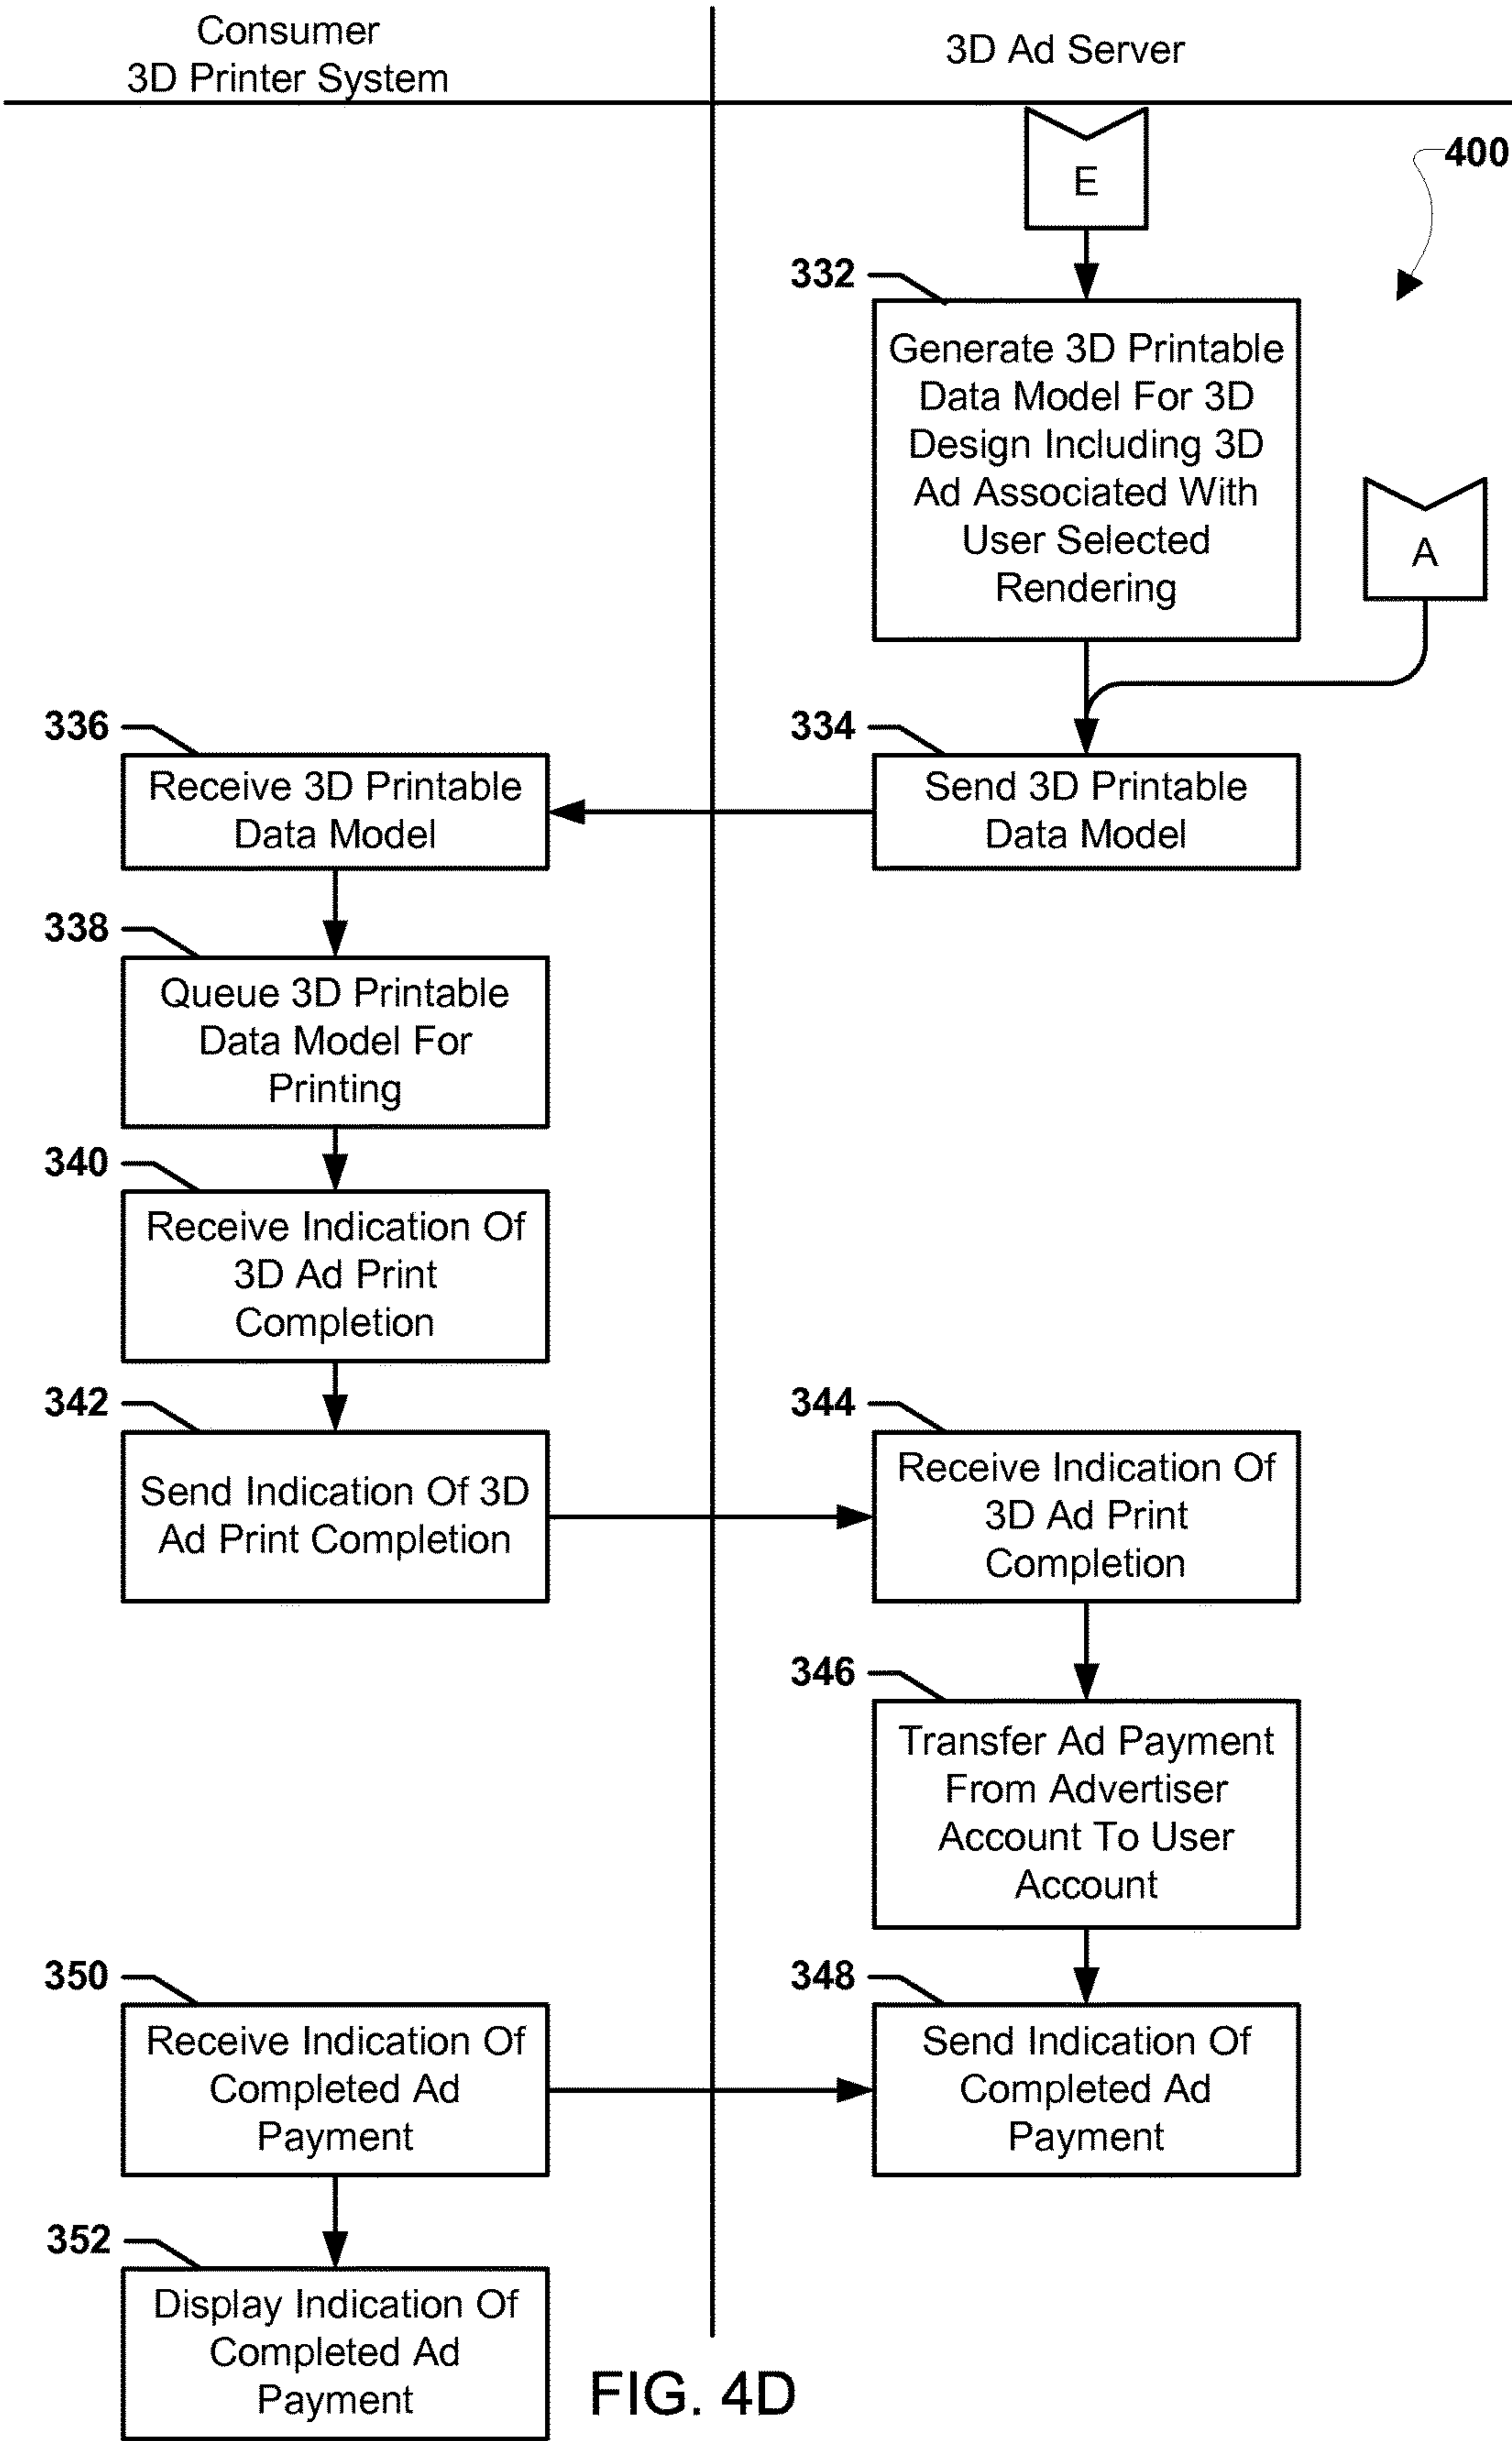 Consumer
3D Printer System
3D Ad Server
E
400
332
Generate 3D Printable
Data Model For 3D
Design Including 3D
Ad Associated With
User Selected
Rendering
A
336
Receive 3D Printable
Data Model
334
Send 3D Printable
Data Model
338
Queue 3D Printable
Data Model For
Printing
340
Receive Indication Of
3D Ad Print
Completion
342
Send Indication Of 3D
Ad Print Completion
344
Receive Indication Of
3D Ad Print
Completion
346
Transfer Ad Payment
From Advertiser
Account To User
Account
350
Receive Indication Of
Completed Ad
Payment
348
Send Indication Of
Completed Ad
Payment
352
Display Indication Of
Completed Ad
Payment
FIG. 4D